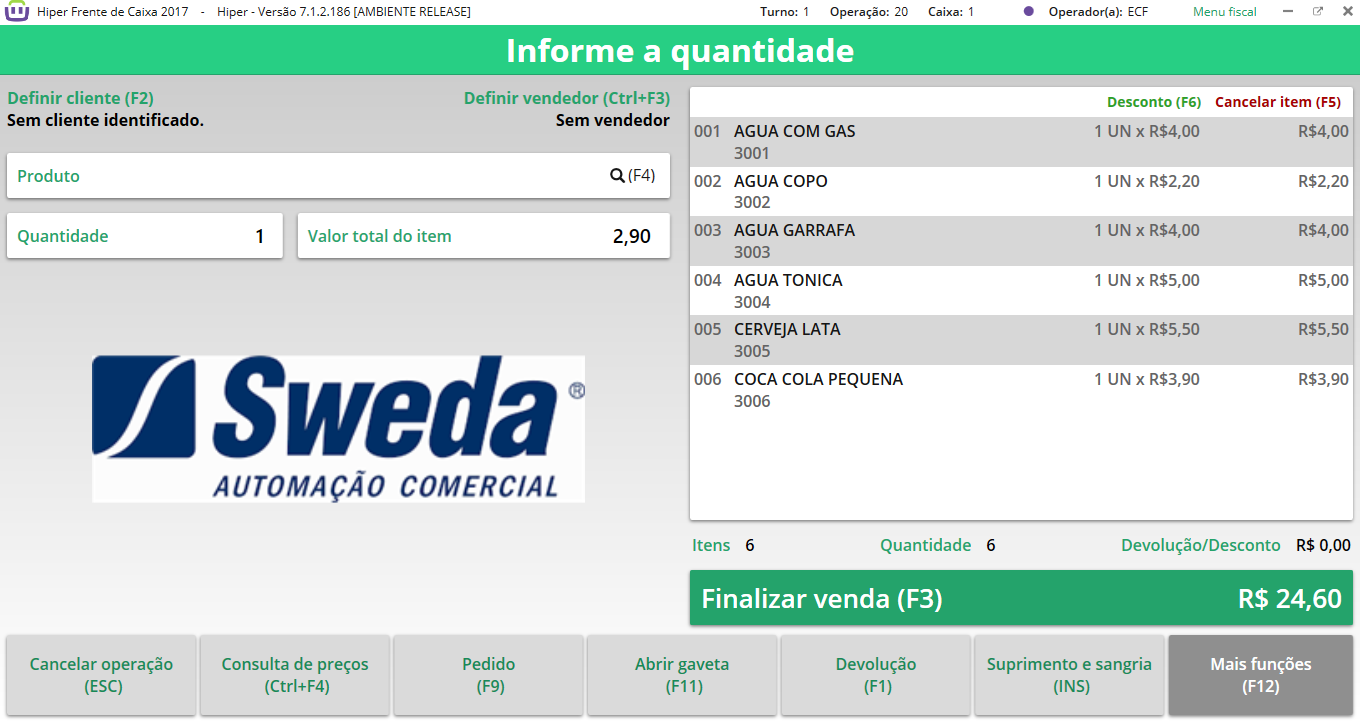 Hiper Frente de Caixa 2017 - Hiper - Versão 7.1.2.186 [AMBIENTE RELEASE] Turno: 1 Operação: 20 Caixa: 1 Operador(a): ECF Menu fiscal
Informe a quantidade
Definir cliente (F2) Definir vendedor (Ctrl+F3)
Sem cliente identificado. Sem vendedor
Produto (F4)
Quantidade 1 Valor total do item 2,90
Sweda ®
AUTOMAÇÃO COMERCIAL
Desconto (F6) Cancelar item (F5)
001 AGUA COM GAS 1 UN x R$4,00 R$4,00
3001
002 AGUA COPO 1 UN x R$2,20 R$2,20
3002
003 AGUA GARRAFA 1 UN x R$4,00 R$4,00
3003
004 AGUA TONICA 1 UN x R$5,00 R$5,00
3004
005 CERVEJA LATA 1 UN x R$5,50 R$5,50
3005
006 COCA COLA PEQUENA 1 UN x R$3,90 R$3,90
3006
Itens 6 Quantidade 6 Devolução/Desconto R$ 0,00
Finalizar venda (F3) R$ 24,60
Cancelar operação
(ESC)
Consulta de preços
(Ctrl+F4)
Pedido
(F9)
Abrir gaveta
(F11)
Devolução
(F1)
Suprimento e sangria
(INS)
Mais funções
(F12)